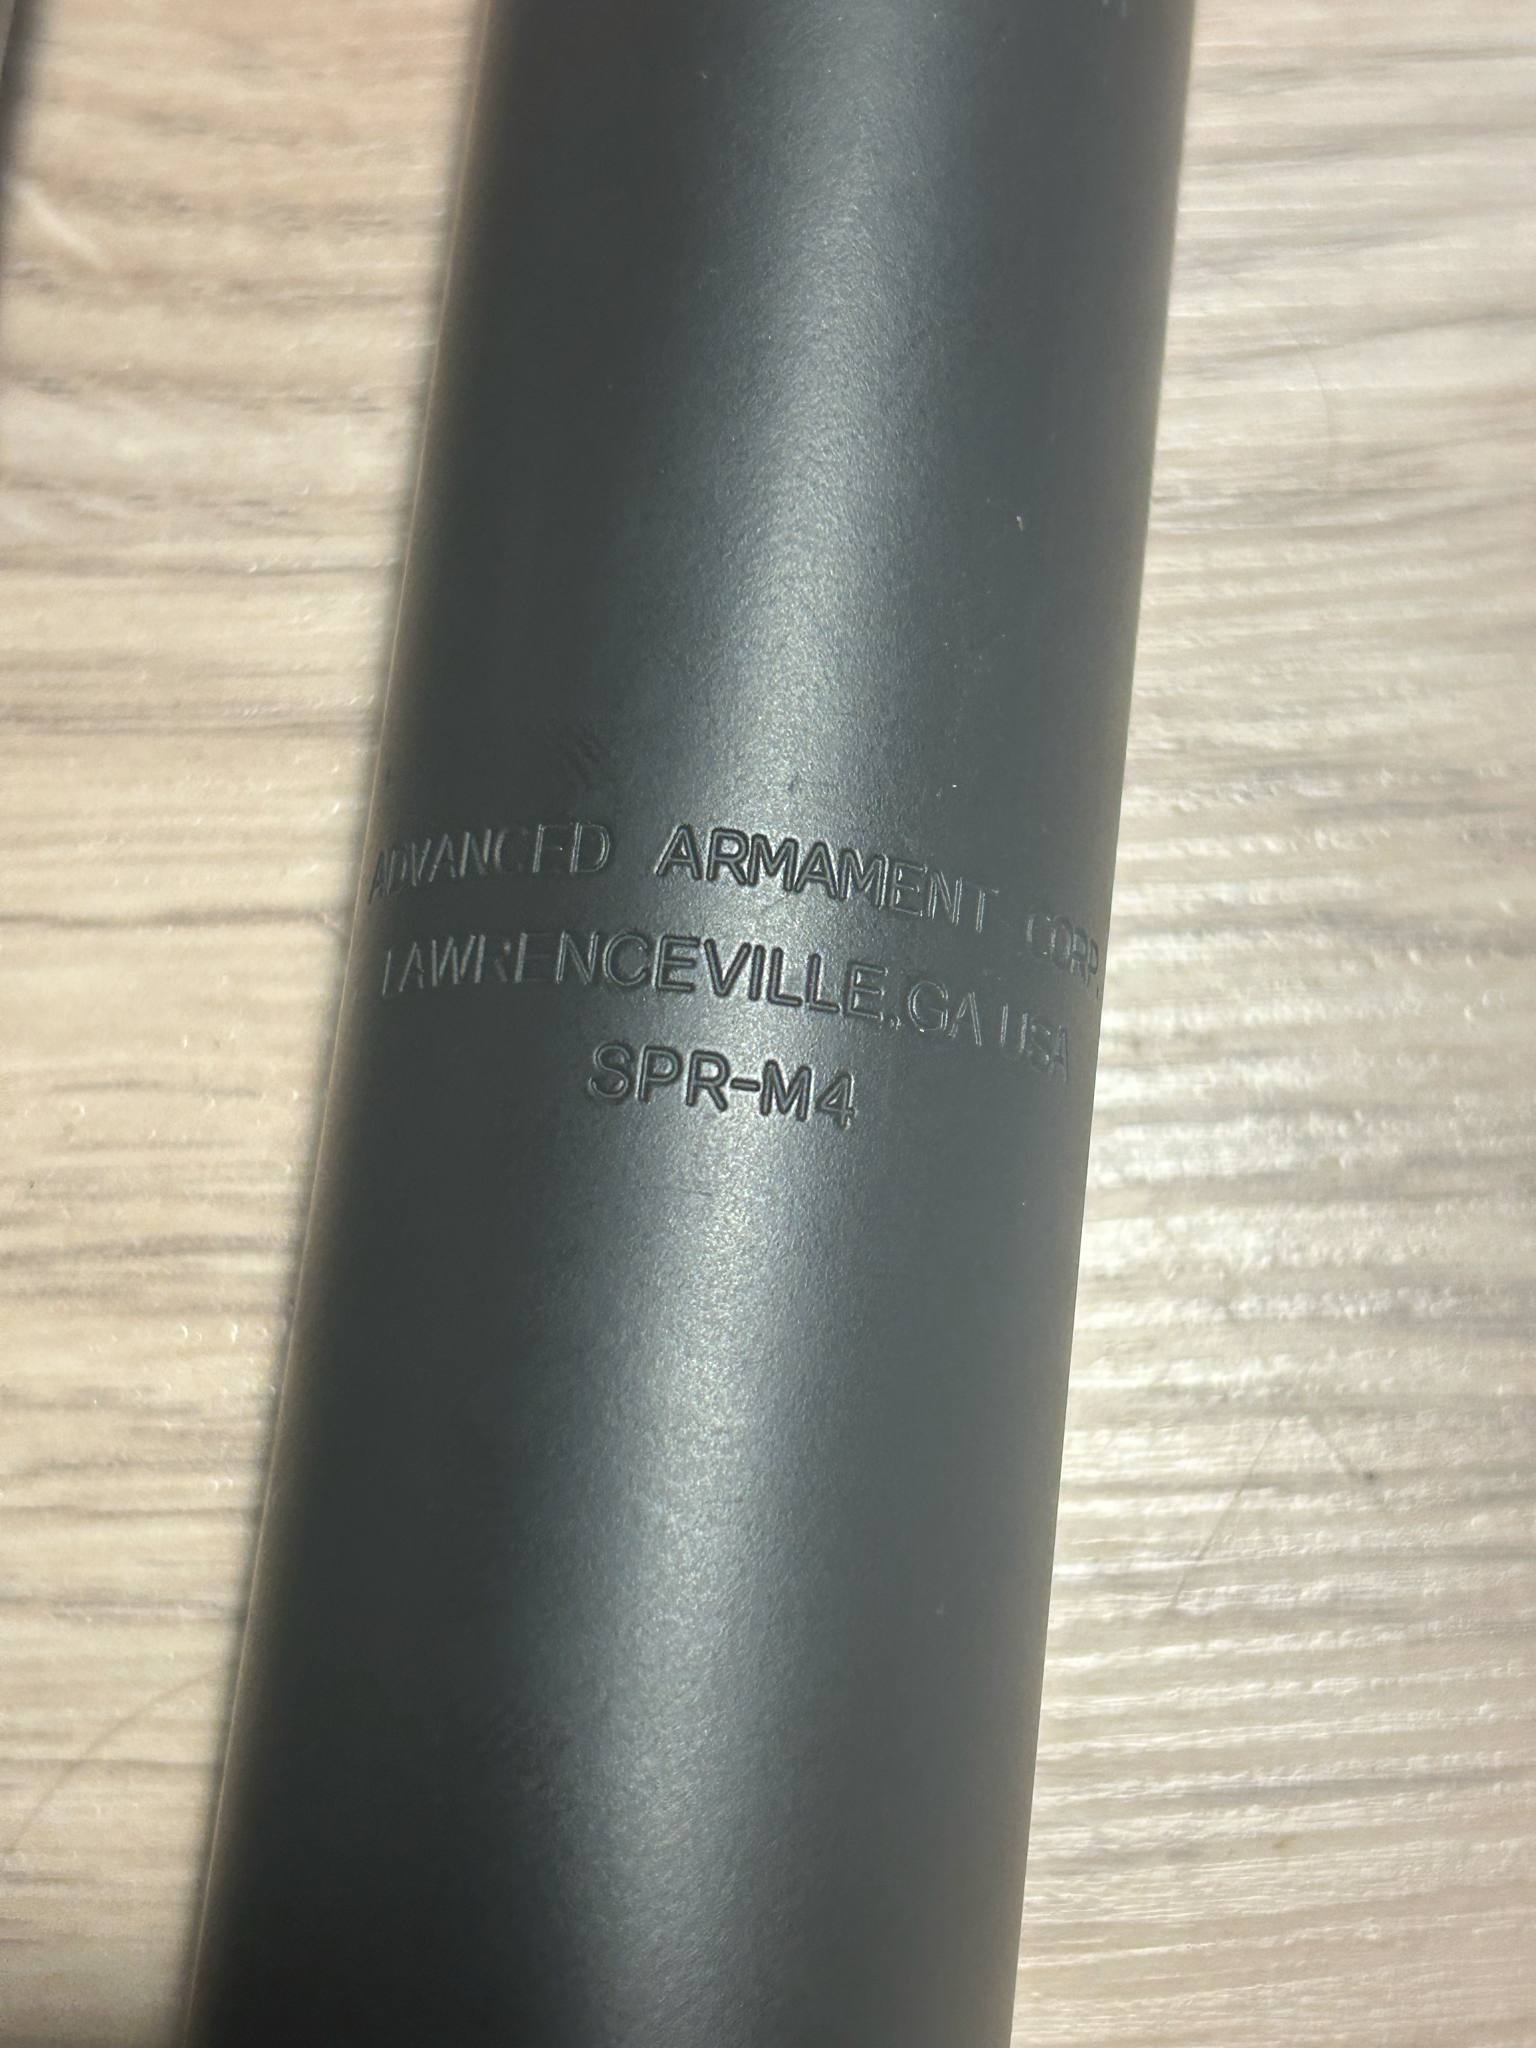 ADVANCED ARMAMENT CORP.
LAWRENCEVILLE,GA USA
SPR-M4